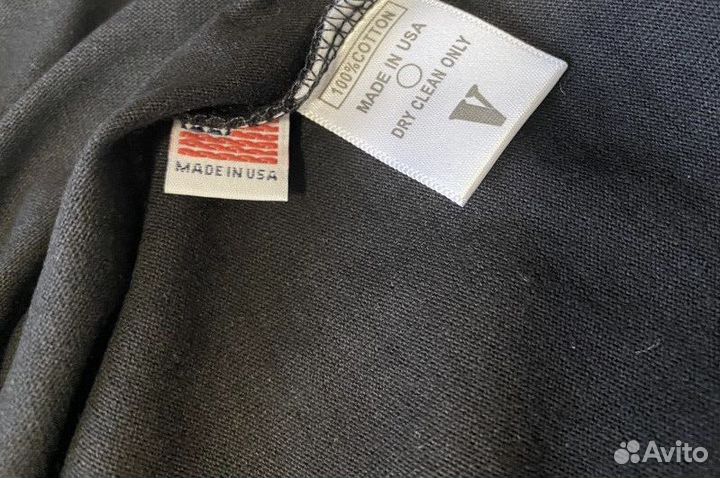 100% COTTON
MADE IN USA
DRY CLEAN ONLY
V
MADE IN USA
Avito